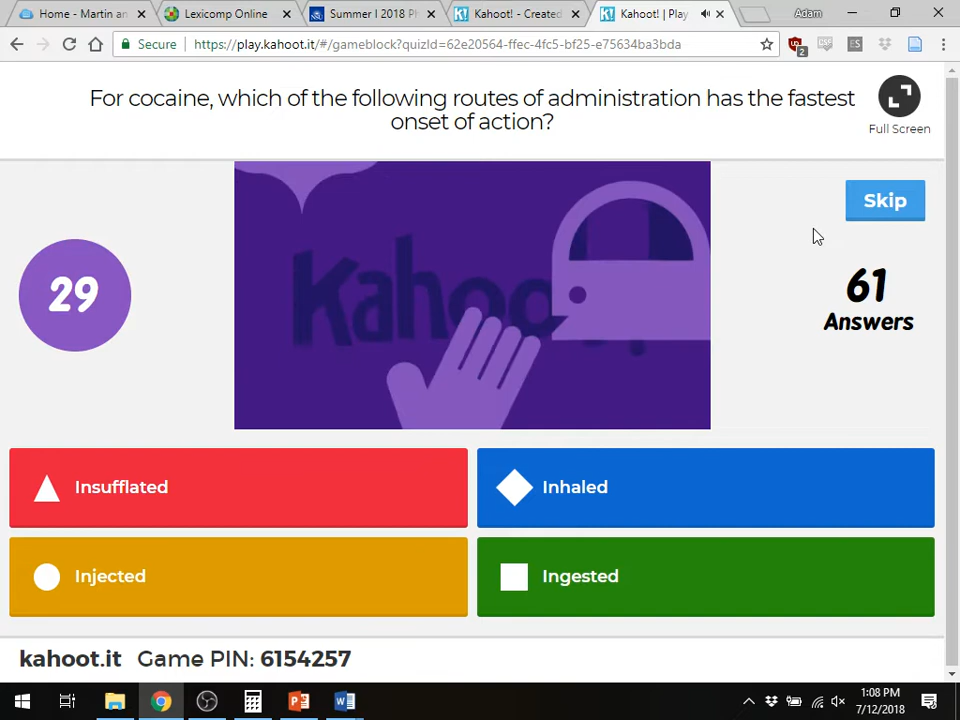 Home - Martin an
Lexicomp Online
Summer I 2018 P
Kahoot! - Created
Kahoot! | Play
Adam
Secure
https://play.kahoot.it/#/gameblock?quizId=62e20564-ffec-4fc5-bf25-e75634ba3bda
2
For cocaine, which of the following routes of administration has the fastest
onset of action?
Full Screen
Skip
29
Kahoo
61
Answers
Insufflated
Inhaled
Injected
Ingested
kahoot.it Game PIN: 6154257
1:08 PM
7/12/2018